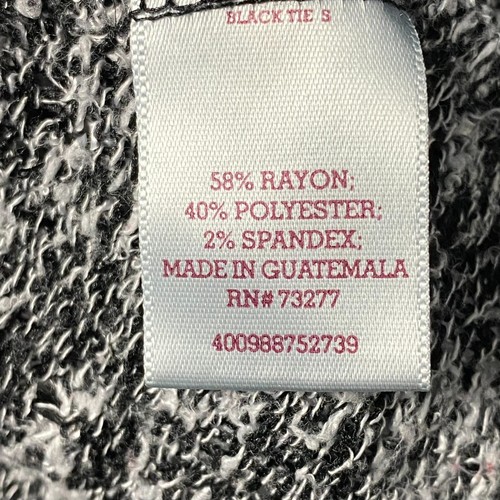 BLACK TIE S
58% RAYON;
40% POLYESTER;
2% SPANDEX;
MADE IN GUATEMALA
RN# 73277
400988752739